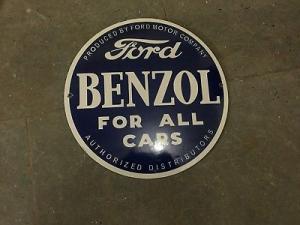 PRODUCED BY FORD MOTOR COMPANY
Ford
BENZOL
FOR ALL
CARS
AUTHORIZED DISTRIBUTORS